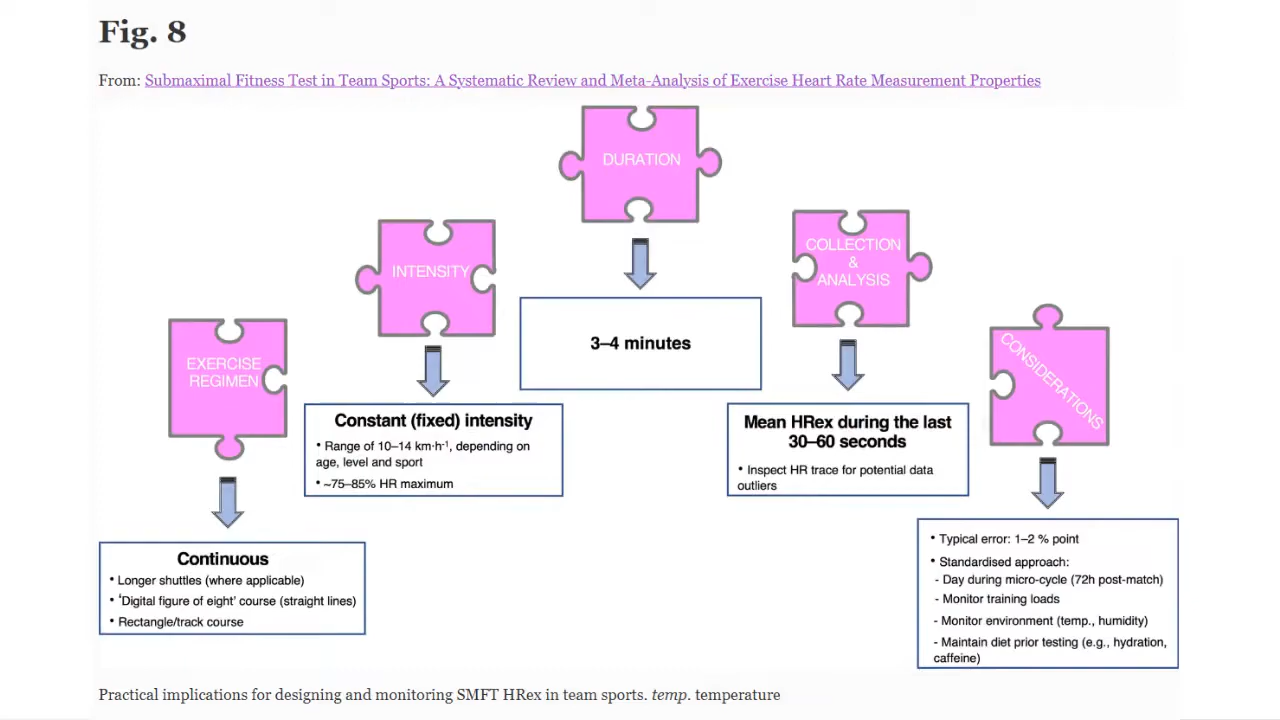 Fig. 8
From: Submaximal Fitness Test in Team Sports: A Systematic Review and Meta-Analysis of Exercise Heart Rate Measurement Properties
EXERCISE
REGIMEN
Continuous
• Longer shuttles (where applicable)
• ‘Digital figure of eight’ course (straight lines)
• Rectangle/track course
INTENSITY
Constant (fixed) intensity
• Range of 10–14 km·h⁻¹, depending on
age, level and sport
• ~75–85% HR maximum
DURATION
3–4 minutes
COLLECTION
&
ANALYSIS
Mean HRex during the last
30–60 seconds
• Inspect HR trace for potential data
outliers
CONSIDERATIONS
• Typical error: 1–2 % point
• Standardised approach:
- Day during micro-cycle (72h post-match)
- Monitor training loads
- Monitor environment (temp., humidity)
- Maintain diet prior testing (e.g., hydration,
caffeine)
Practical implications for designing and monitoring SMFT HRex in team sports. temp. temperature